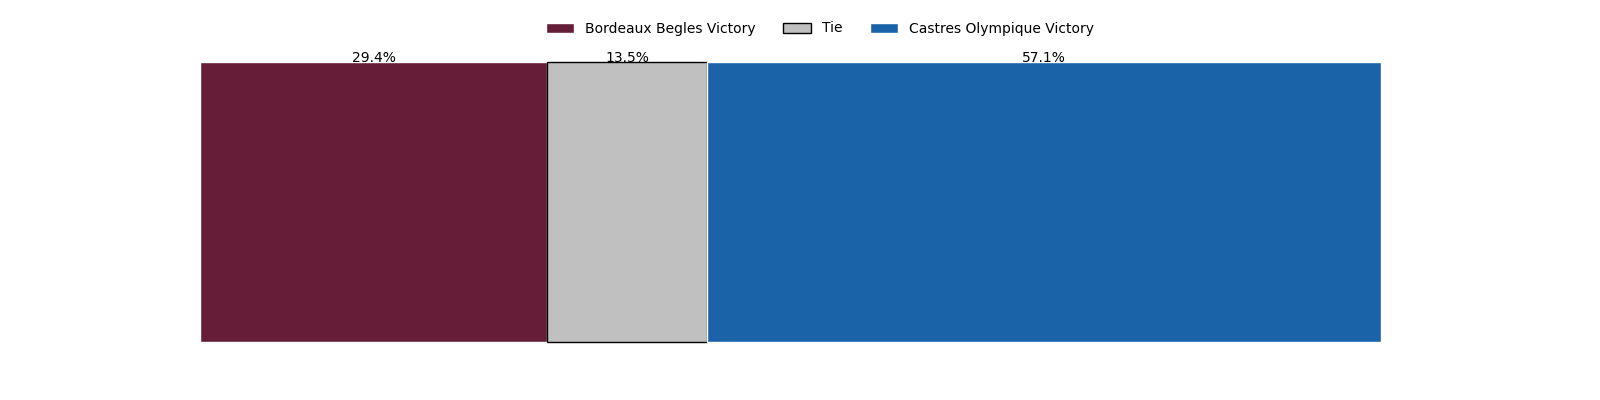 Bordeaux Begles Victory Tie Castres Olympique Victory
29.4% 13.5% 57.1%